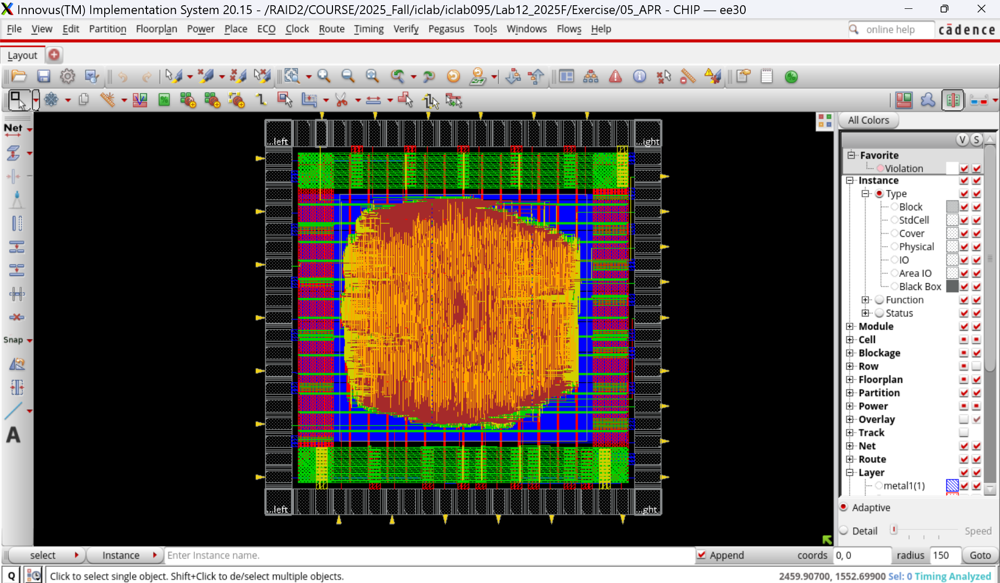 Innovus(TM) Implementation System 20.15 - /RAID2/COURSE/2025_Fall/iclab/iclab095/Lab12_2025F/Exercise/05_APR - CHIP — ee30
File View Edit Partition Floorplan Power Place ECO Clock Route Timing Verify Pegasus Tools Windows Flows Help
online help
cādence
Layout
Net
Snap
A
...left
...ight
...left
...ght
All Colors
V S
Favorite
Violation
Instance
Type
Block
StdCell
Cover
Physical
IO
Area IO
Black Box
Function
Status
Module
Cell
Blockage
Row
Floorplan
Partition
Power
Overlay
Track
Net
Route
Layer
metal1(1)
Adaptive
Detail
Speed
select
Instance
Enter Instance name.
Append
coords 0, 0
radius 150
Goto
Q
Click to select single object. Shift+Click to de/select multiple objects.
2459.90700, 1552.69900 Sel: 0 Timing Analyzed